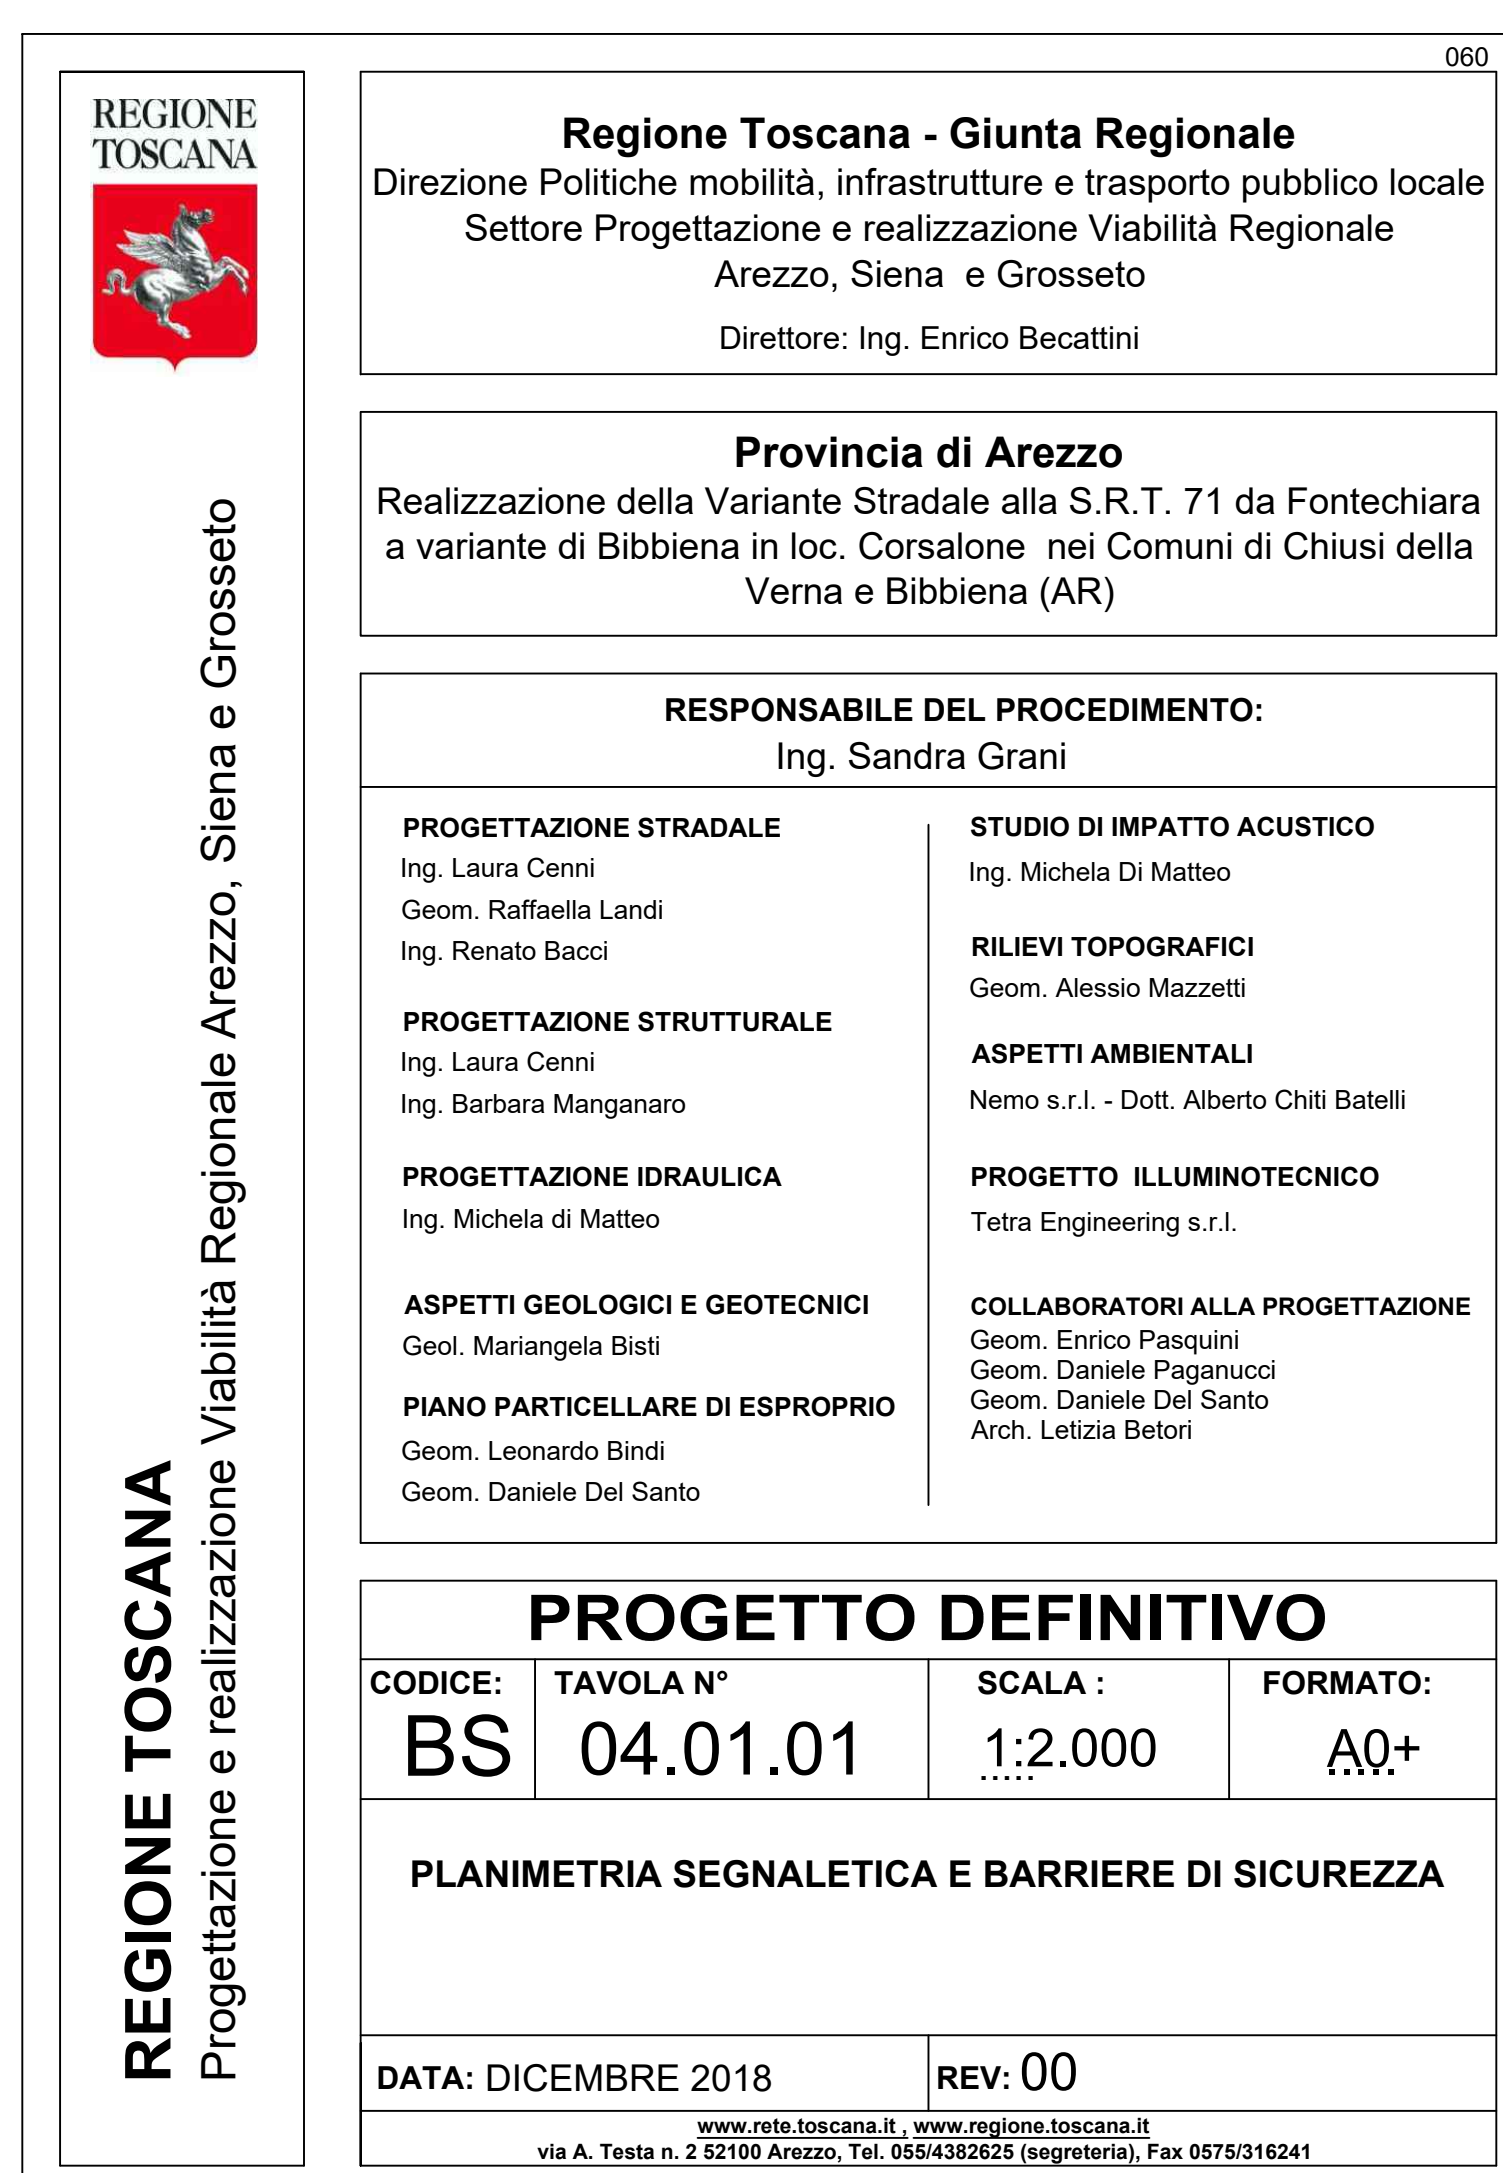 060
REGIONE
TOSCANA
REGIONE TOSCANA
Progettazione e realizzazione Viabilità Regionale Arezzo, Siena e Grosseto
Regione Toscana - Giunta Regionale
Direzione Politiche mobilità, infrastrutture e trasporto pubblico locale
Settore Progettazione e realizzazione Viabilità Regionale
Arezzo, Siena e Grosseto
Direttore: Ing. Enrico Becattini
Provincia di Arezzo
Realizzazione della Variante Stradale alla S.R.T. 71 da Fontechiara
a variante di Bibbiena in loc. Corsalone nei Comuni di Chiusi della
Verna e Bibbiena (AR)
RESPONSABILE DEL PROCEDIMENTO:
Ing. Sandra Grani
PROGETTAZIONE STRADALE
Ing. Laura Cenni
Geom. Raffaella Landi
Ing. Renato Bacci
PROGETTAZIONE STRUTTURALE
Ing. Laura Cenni
Ing. Barbara Manganaro
PROGETTAZIONE IDRAULICA
Ing. Michela di Matteo
ASPETTI GEOLOGICI E GEOTECNICI
Geol. Mariangela Bisti
PIANO PARTICELLARE DI ESPROPRIO
Geom. Leonardo Bindi
Geom. Daniele Del Santo
STUDIO DI IMPATTO ACUSTICO
Ing. Michela Di Matteo
RILIEVI TOPOGRAFICI
Geom. Alessio Mazzetti
ASPETTI AMBIENTALI
Nemo s.r.l. - Dott. Alberto Chiti Batelli
PROGETTO ILLUMINOTECNICO
Tetra Engineering s.r.l.
COLLABORATORI ALLA PROGETTAZIONE
Geom. Enrico Pasquini
Geom. Daniele Paganucci
Geom. Daniele Del Santo
Arch. Letizia Betori
PROGETTO DEFINITIVO
CODICE: TAVOLA N° SCALA : FORMATO:
BS 04.01.01 1:2.000 A0+
PLANIMETRIA SEGNALETICA E BARRIERE DI SICUREZZA
DATA: DICEMBRE 2018 REV: 00
www.rete.toscana.it , www.regione.toscana.it
via A. Testa n. 2 52100 Arezzo, Tel. 055/4382625 (segreteria), Fax 0575/316241